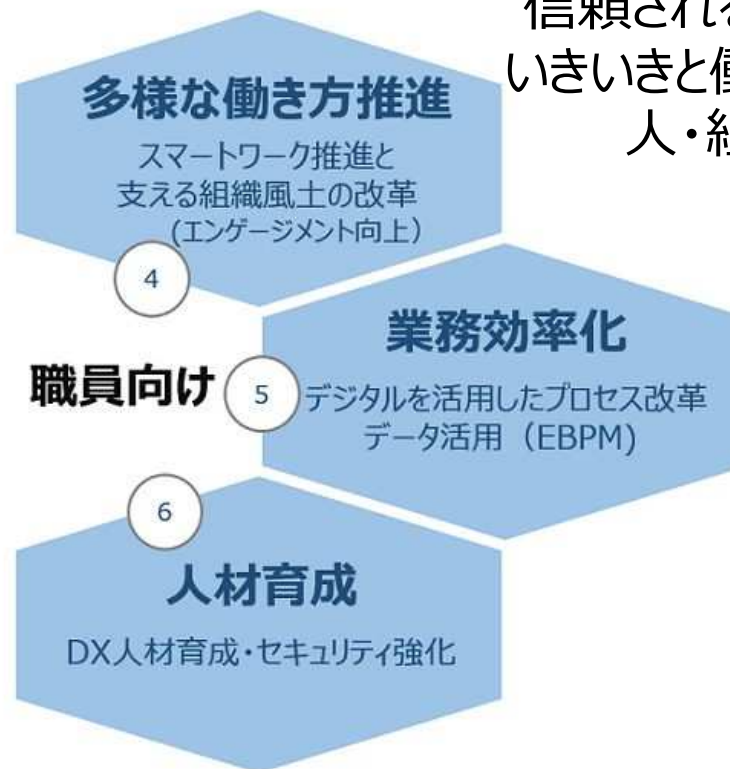 信頼される
いきいきと働
人・組
多様な働き方推進
スマートワーク推進と
支える組織風土の改革
(エンゲージメント向上)
4
業務効率化
職員向け
5
デジタルを活用したプロセス改革
データ活用（EBPM)
6
人材育成
DX人材育成・セキュリティ強化